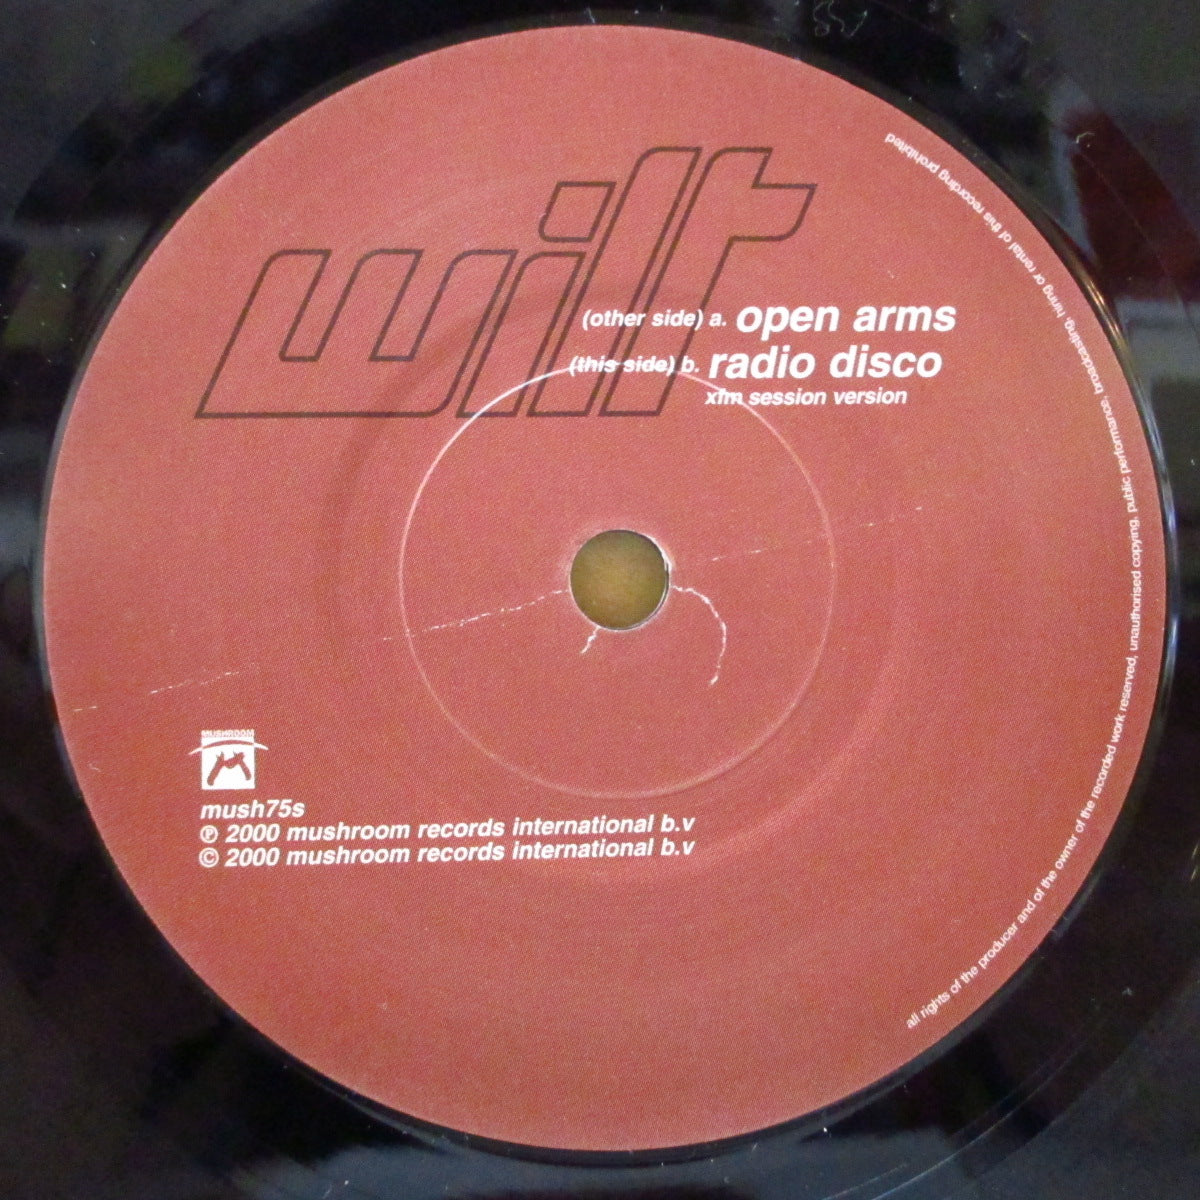 wilt
(other side) a. open arms
(this side) b. radio disco
xfm session version
MUSHROOM
mush75s
℗ 2000 mushroom records international b.v
© 2000 mushroom records international b.v
all rights of the producer and of the owner of the recorded work reserved, unauthorised copying, public performance, broadcasting, hiring or rental of this recording prohibited